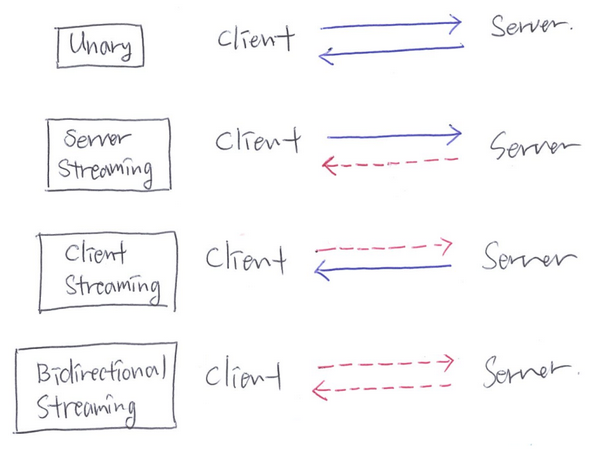 Unary Client Server.
Server Streaming Client Server
Client Streaming Client Server
Bidirectional Streaming Client Server.